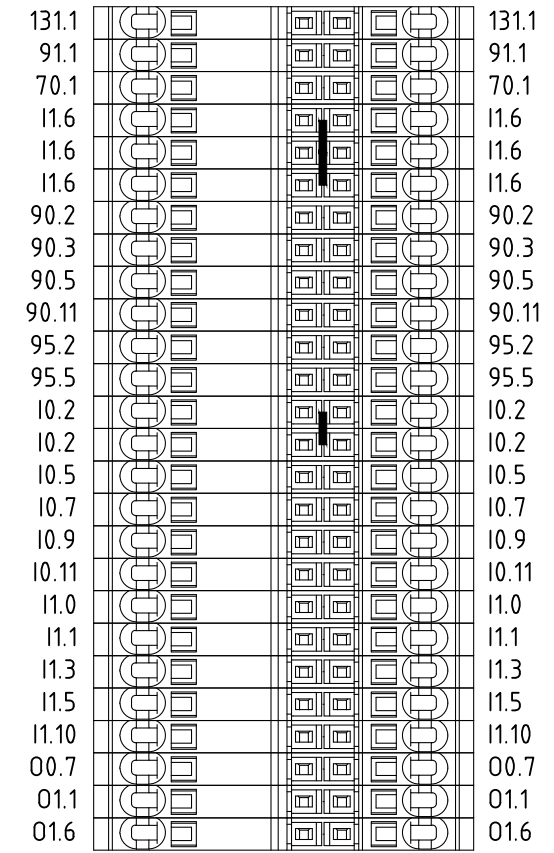 131.1 131.1
91.1 91.1
70.1 70.1
I1.6 I1.6
I1.6 I1.6
I1.6 I1.6
90.2 90.2
90.3 90.3
90.5 90.5
90.11 90.11
95.2 95.2
95.5 95.5
I0.2 I0.2
I0.2 I0.2
I0.5 I0.5
I0.7 I0.7
I0.9 I0.9
I0.11 I0.11
I1.0 I1.0
I1.1 I1.1
I1.3 I1.3
I1.5 I1.5
I1.10 I1.10
O0.7 O0.7
O1.1 O1.1
O1.6 O1.6